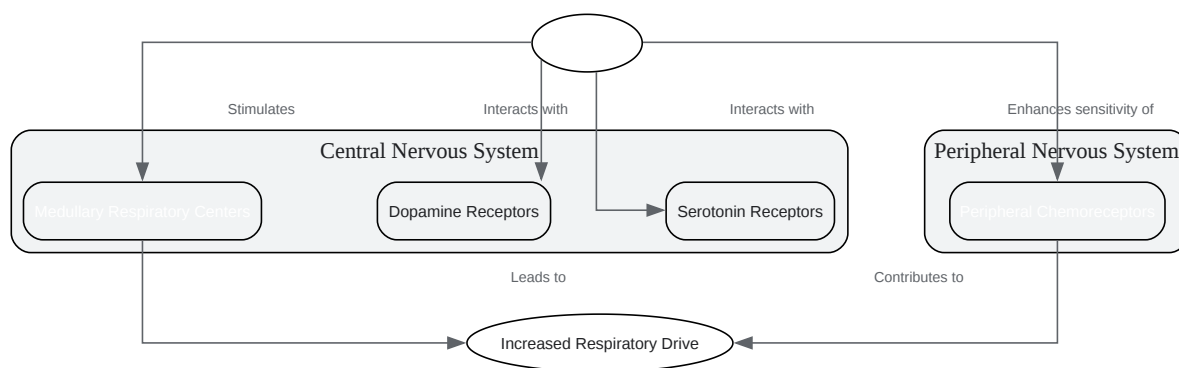 Stimulates
Interacts with
Interacts with
Enhances sensitivity of
Central Nervous System
Peripheral Nervous System
Medullary Respiratory Centers
Dopamine Receptors
Serotonin Receptors
Peripheral Chemoreceptors
Leads to
Contributes to
Increased Respiratory Drive